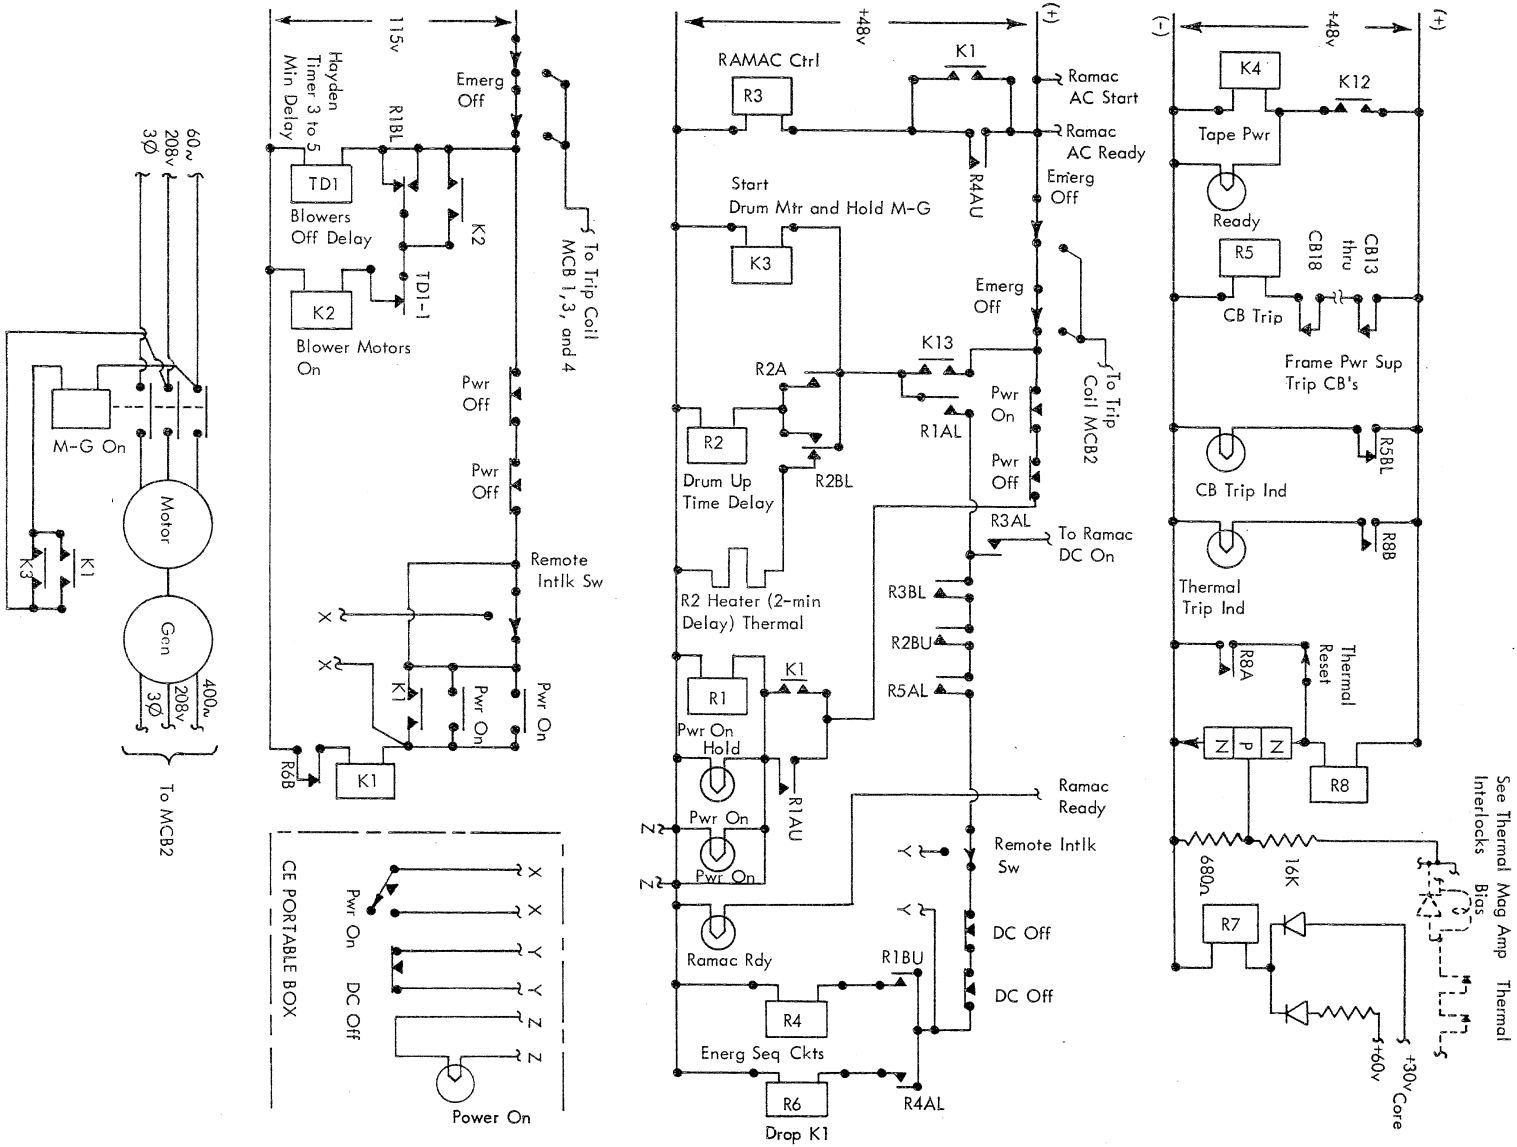 115v
Emerg
Off
R1BL
Hayden
Timer 3 to 5
Min Delay
TD1
Blowers
Off Delay
K2
TD1-1
K2
Blower Motors
On
To Trip Coil
MCB 1,3, and 4
Pwr
Off
Pwr
Off
Remote
Intlk Sw
X
X
K1
Pwr On
Pwr On
R6B
K1
60~
208v
3Ø
M-G On
Motor
K1
K3
Gen
400~
208v
3Ø
To MCB2
CE PORTABLE BOX
X
X
Pwr On
Y
Y
DC Off
Z
Z
Power On
+48v
(+)
RAMAC Ctrl
R3
K1
Ramac
AC Start
Ramac
AC Ready
R4AU
Emerg
Off
Start
Drum Mtr and Hold M-G
K3
Emerg
Off
To Trip
Coil MCB2
K13
R2A
R1AL
Pwr
On
R2
R2BL
Pwr
Off
Drum Up
Time Delay
R3AL
To Ramac
DC On
R2 Heater (2-min
Delay) Thermal
R3BL
R2BU
R5AL
R1
K1
Pwr On
Hold
R1AU
Ramac
Ready
Z
Pwr On
Z
Pwr On
Y
Remote Intlk
Sw
Y
DC Off
Ramac Rdy
R1BU
DC Off
R4
Energ Seq Ckts
R6
R4AL
Drop K1
(-)
+48v
(+)
K4
K12
Tape Pwr
Ready
R5
CB13
thru
CB18
CB Trip
Frame Pwr Sup
Trip CB's
R5BL
CB Trip Ind
R8B
Thermal
Trip Ind
R8A
Thermal
Reset
N P N
R8
See Thermal Mag Amp Thermal
Interlocks Bias
680Ω
16K
R7
+60v
+30v
Core